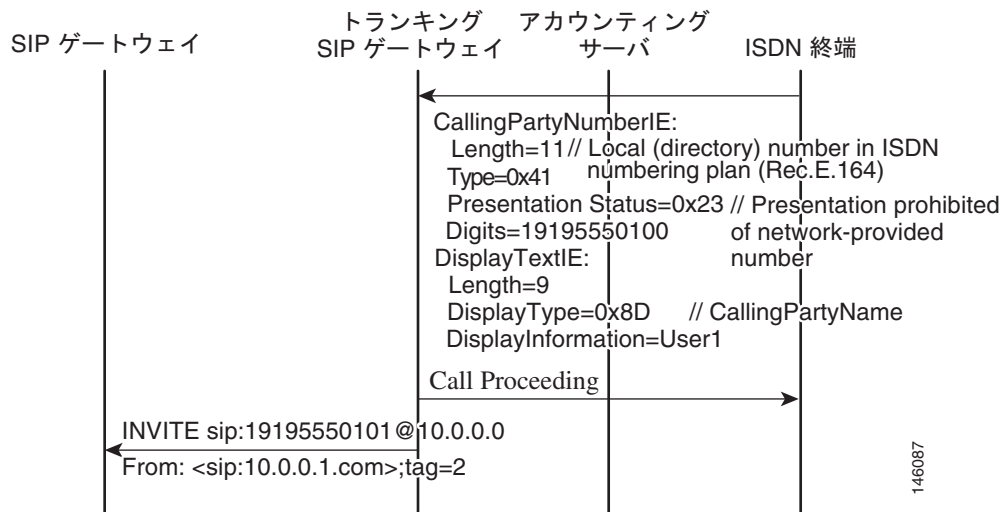 SIP ゲートウェイ
トランキング
SIP ゲートウェイ
アカウンティング
サーバ
ISDN 終端
CallingPartyNumberIE:
Length=11 // Local (directory) number in ISDN
numbering plan (Rec.E.164)
Type=0x41
Presentation Status=0x23 // Presentation prohibited
of network-provided
number
Digits=19195550100
DisplayTextIE:
Length=9
DisplayType=0x8D // CallingPartyName
DisplayInformation=User1
Call Proceeding
INVITE sip:19195550101@10.0.0.0
From: <sip:10.0.0.1.com>;tag=2
146087